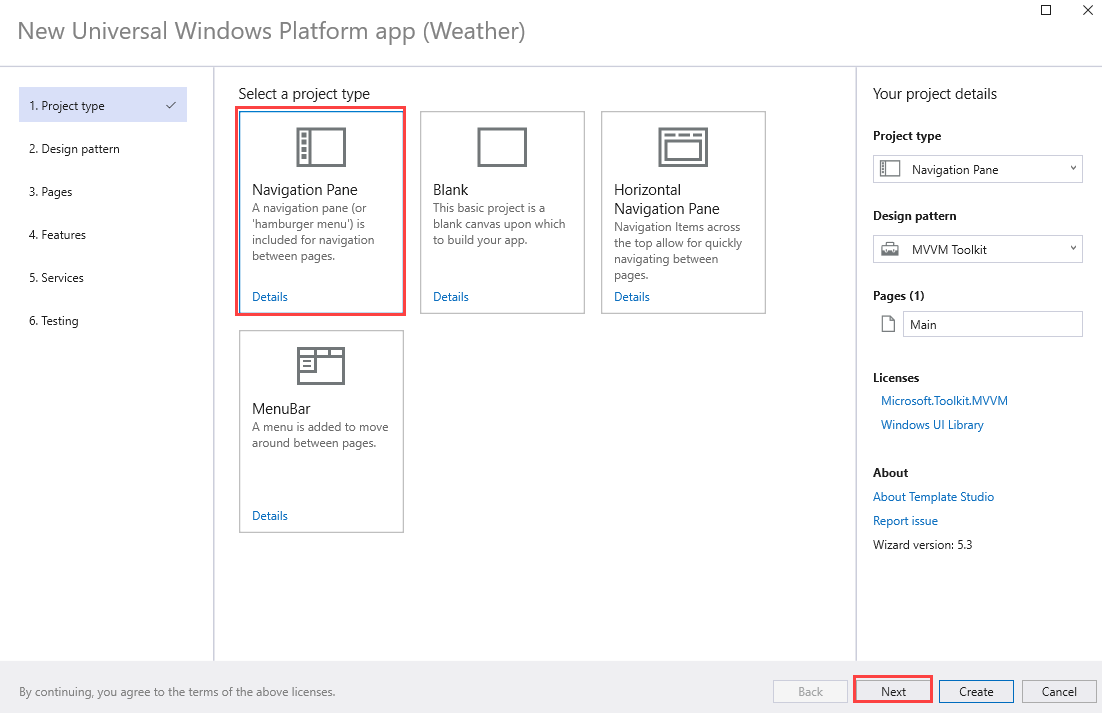 New Universal Windows Platform app (Weather)
1. Project type
2. Design pattern
3. Pages
4. Features
5. Services
6. Testing
Select a project type
Navigation Pane
A navigation pane (or
'hamburger menu') is
included for navigation
between pages.
Details
Blank
This basic project is a
blank canvas upon which
to build your app.
Details
Horizontal
Navigation Pane
Navigation Items across
the top allow for quickly
navigating between
pages.
Details
MenuBar
A menu is added to move
around between pages.
Details
Your project details
Project type
Navigation Pane
Design pattern
MVVM Toolkit
Pages (1)
Main
Licenses
Microsoft.Toolkit.MVVM
Windows UI Library
About
About Template Studio
Report issue
Wizard version: 5.3
By continuing, you agree to the terms of the above licenses.
Back
Next
Create
Cancel